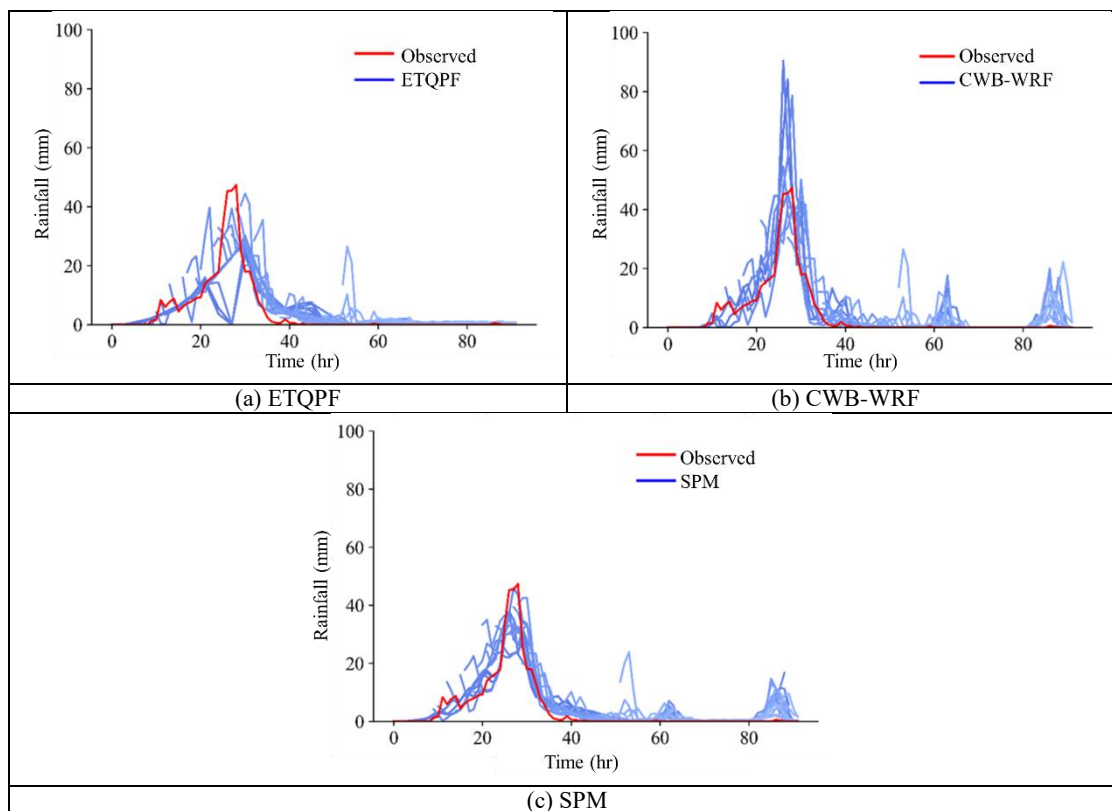 100
80
60
40
20
0
Rainfall (mm)
Observed
ETQPF
0
20
40
60
80
Time (hr)
(a) ETQPF
100
80
60
40
20
0
Rainfall (mm)
Observed
CWB-WRF
0
20
40
60
80
Time (hr)
(b) CWB-WRF
100
80
60
40
20
0
Rainfall (mm)
Observed
SPM
0
20
40
60
80
Time (hr)
(c) SPM